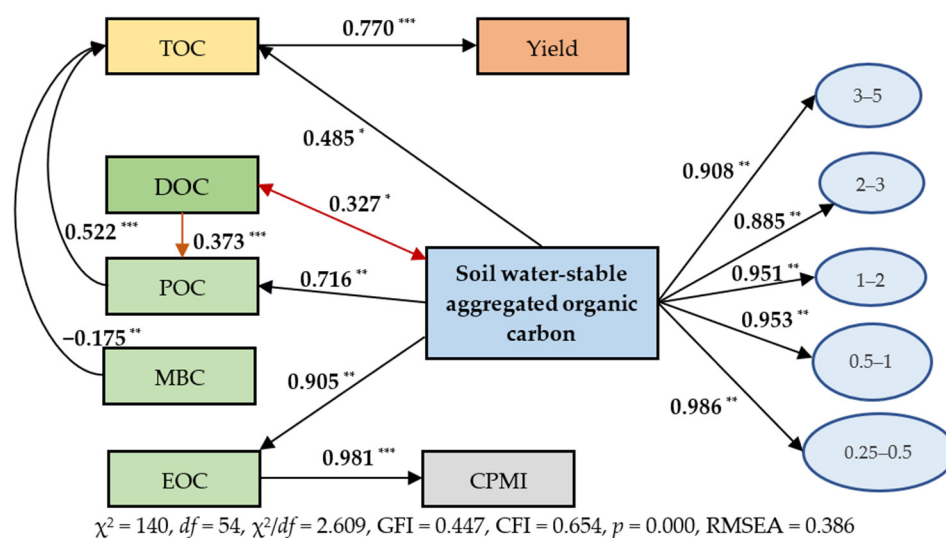 TOC
0.770 ***
Yield
3–5
0.485 *
0.908 **
DOC
0.327 *
2–3
0.885 **
0.522 ***
0.373 ***
POC
0.716 **
Soil water-stable
aggregated organic
carbon
0.951 **
1–2
−0.175 **
MBC
0.953 **
0.5–1
0.905 **
0.986 **
EOC
0.981 ***
CPMI
0.25–0.5
χ² = 140, df = 54, χ²/df = 2.609, GFI = 0.447, CFI = 0.654, p = 0.000, RMSEA = 0.386